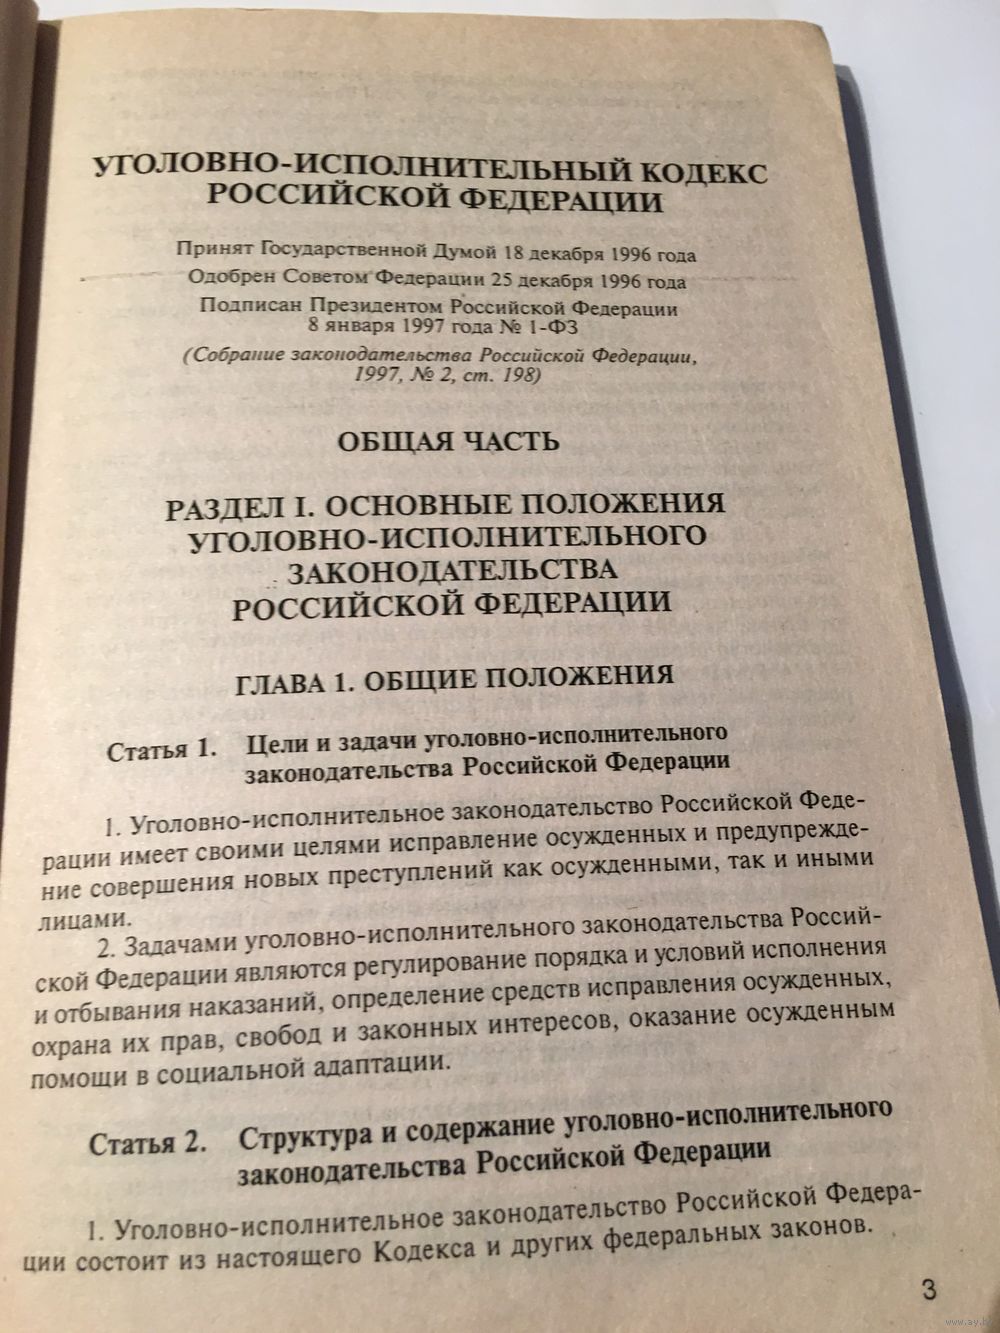 УГОЛОВНО-ИСПОЛНИТЕЛЬНЫЙ КОДЕКС
РОССИЙСКОЙ ФЕДЕРАЦИИ
Принят Государственной Думой 18 декабря 1996 года
Одобрен Советом Федерации 25 декабря 1996 года
Подписан Президентом Российской Федерации
8 января 1997 года № 1-ФЗ
(Собрание законодательства Российской Федерации,
1997, № 2, ст. 198)
ОБЩАЯ ЧАСТЬ
РАЗДЕЛ I. ОСНОВНЫЕ ПОЛОЖЕНИЯ
УГОЛОВНО-ИСПОЛНИТЕЛЬНОГО
ЗАКОНОДАТЕЛЬСТВА
РОССИЙСКОЙ ФЕДЕРАЦИИ
ГЛАВА 1. ОБЩИЕ ПОЛОЖЕНИЯ
Статья 1. Цели и задачи уголовно-исполнительного
законодательства Российской Федерации
1. Уголовно-исполнительное законодательство Российской Феде-
рации имеет своими целями исправление осужденных и предупрежде-
ние совершения новых преступлений как осужденными, так и иными
лицами.
2. Задачами уголовно-исполнительного законодательства Россий-
ской Федерации являются регулирование порядка и условий исполнения
и отбывания наказаний, определение средств исправления осужденных,
охрана их прав, свобод и законных интересов, оказание осужденным
помощи в социальной адаптации.
Статья 2. Структура и содержание уголовно-исполнительного
законодательства Российской Федерации
1. Уголовно-исполнительное законодательство Российской Федера-
ции состоит из настоящего Кодекса и других федеральных законов.
3
www.ay.by